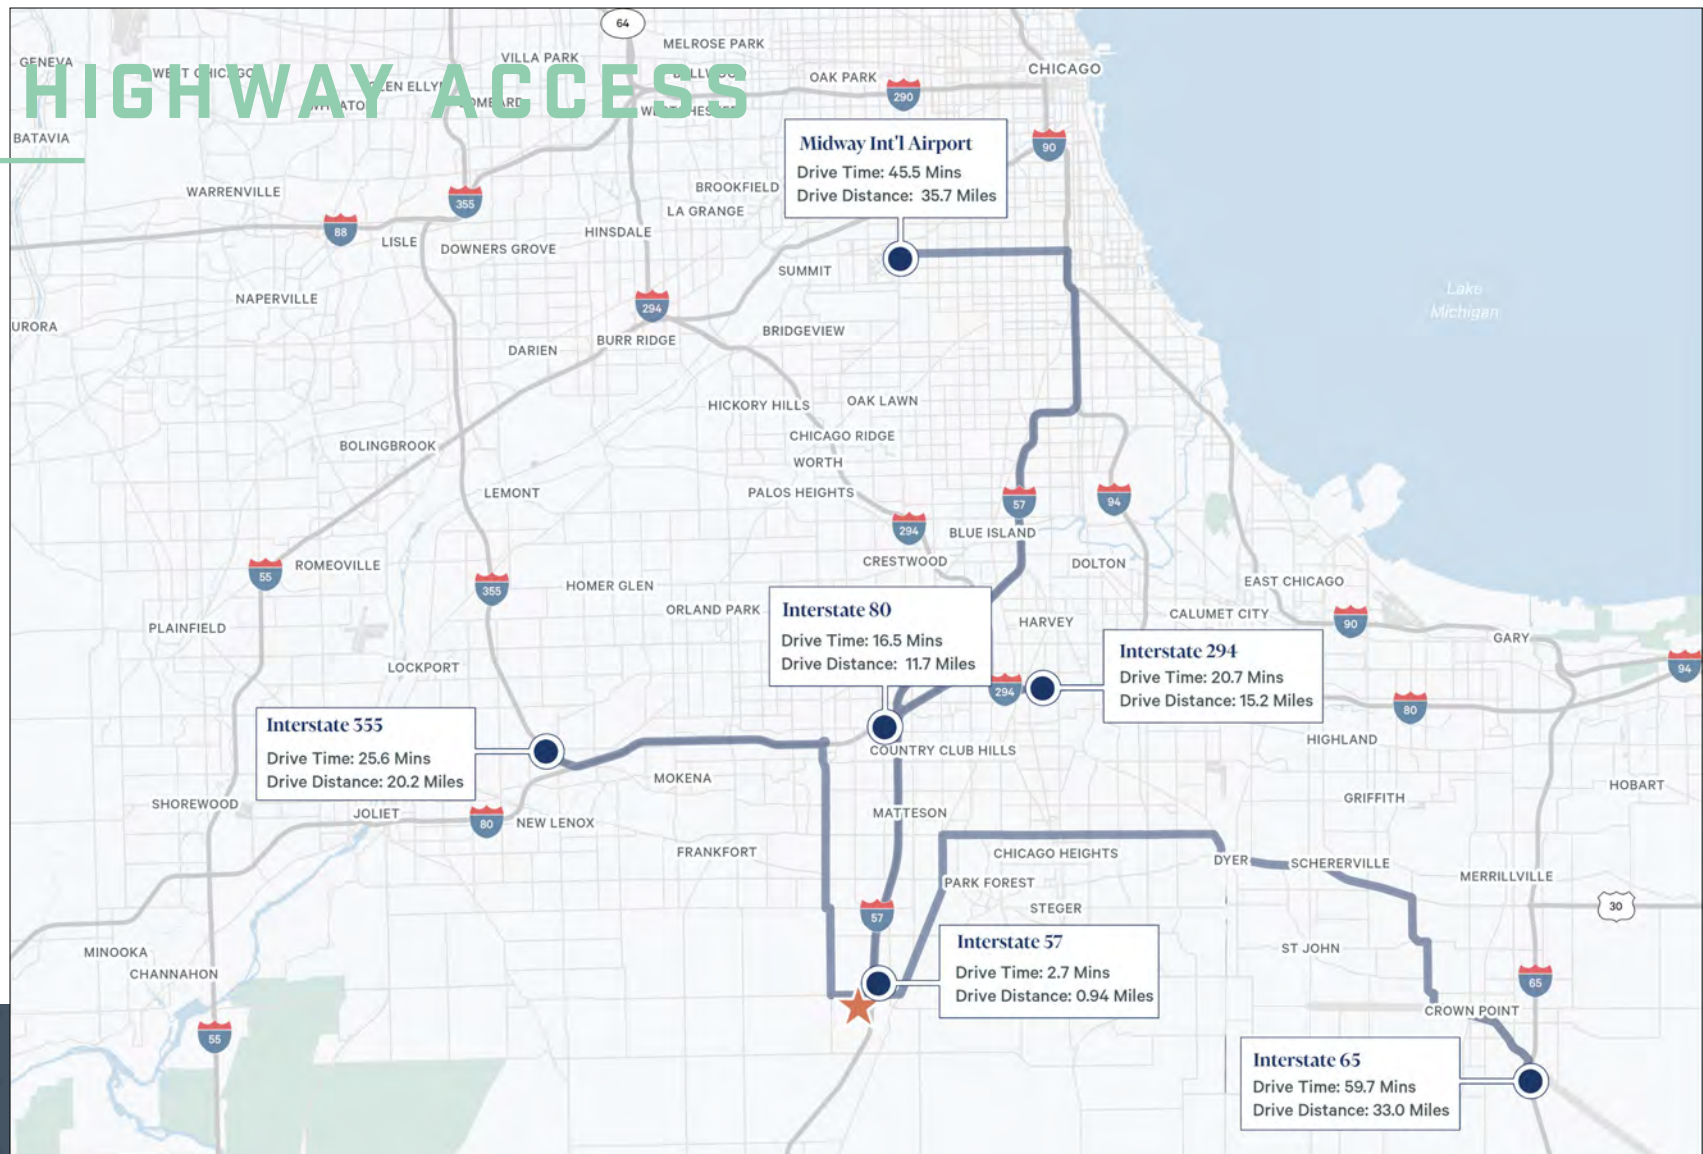 64
MELROSE PARK
GENEVA
VILLA PARK
WEST CHICAGO
BELLWOOD
OAK PARK
CHICAGO
HIGHWAY ACCESS
GLEN ELLYN
WHEATON
LOMBARD
WESTCHESTER
290
BATAVIA
Midway Int'l Airport
Drive Time: 45.5 Mins
Drive Distance: 35.7 Miles
90
WARRENVILLE
355
BROOKFIELD
LA GRANGE
88
LISLE
DOWNERS GROVE
HINSDALE
SUMMIT
NAPERVILLE
294
Lake
Michigan
URORA
BRIDGEVIEW
BURR RIDGE
DARIEN
HICKORY HILLS
OAK LAWN
CHICAGO RIDGE
BOLINGBROOK
WORTH
LEMONT
PALOS HEIGHTS
57
94
294
BLUE ISLAND
CRESTWOOD
DOLTON
55
ROMEOVILLE
355
HOMER GLEN
EAST CHICAGO
Interstate 80
Drive Time: 16.5 Mins
Drive Distance: 11.7 Miles
ORLAND PARK
HARVEY
CALUMET CITY
90
PLAINFIELD
GARY
LOCKPORT
Interstate 294
Drive Time: 20.7 Mins
Drive Distance: 15.2 Miles
94
294
80
Interstate 355
Drive Time: 25.6 Mins
Drive Distance: 20.2 Miles
COUNTRY CLUB HILLS
HIGHLAND
MOKENA
HOBART
SHOREWOOD
GRIFFITH
JOLIET
80
NEW LENOX
MATTESON
FRANKFORT
CHICAGO HEIGHTS
DYER
SCHERERVILLE
MERRILLVILLE
PARK FOREST
STEGER
57
30
Interstate 57
Drive Time: 2.7 Mins
Drive Distance: 0.94 Miles
MINOOKA
CHANNAHON
ST JOHN
65
CROWN POINT
55
Interstate 65
Drive Time: 59.7 Mins
Drive Distance: 33.0 Miles